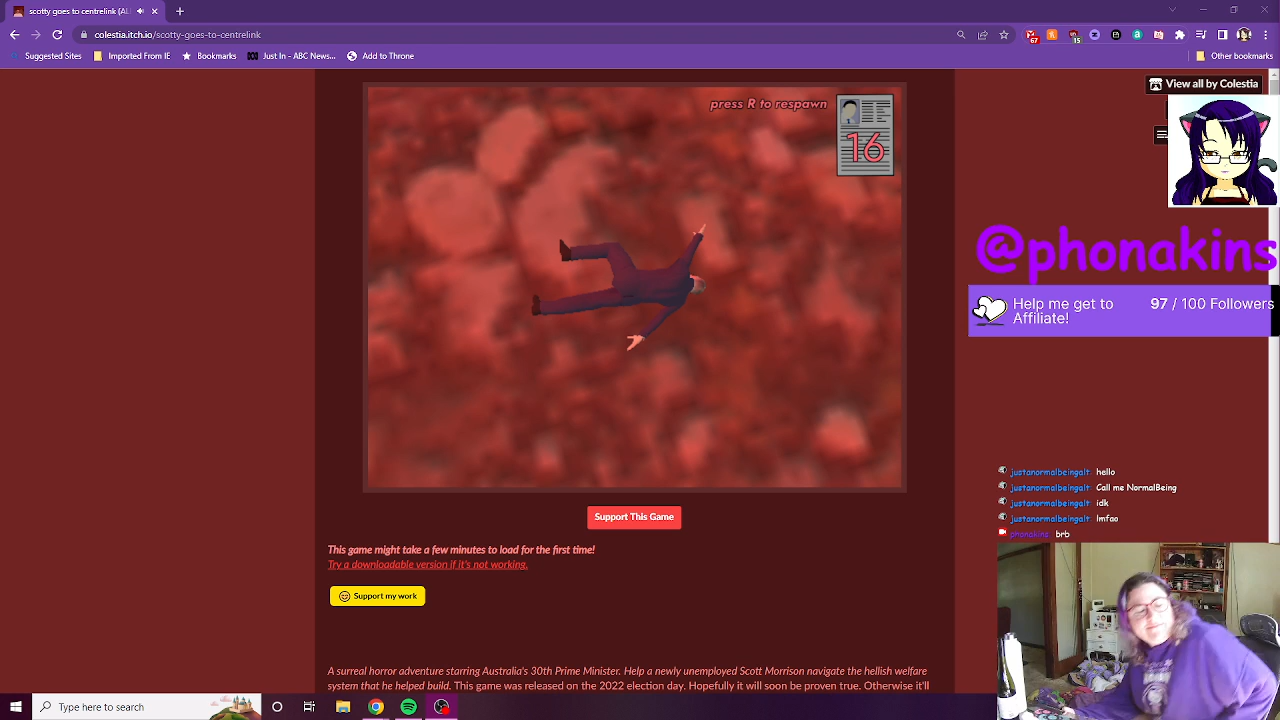 scotty-goes-to-centrelink (AL
colestia.itch.io/scotty-goes-to-centrelink
67
15
Suggested Sites
Imported From IE
Bookmarks
Just In - ABC News...
Add to Throne
Other bookmarks
View all by Colestia
press R to respawn
16
@phonakins
Help me get to Affiliate!
97 / 100 Followers
Support This Game
This game might take a few minutes to load for the first time!
Try a downloadable version if it's not working.
Support my work
A surreal horror adventure starring Australia's 30th Prime Minister. Help a newly unemployed Scott Morrison navigate the hellish welfare
system that he helped build. This game was released on the 2022 election day. Hopefully it will soon be proven true. Otherwise it'll
justanormalbeingalt: hello
justanormalbeingalt: Call me NormalBeing
justanormalbeingalt: idk
justanormalbeingalt: lmfao
phonakins: brb
Type here to search